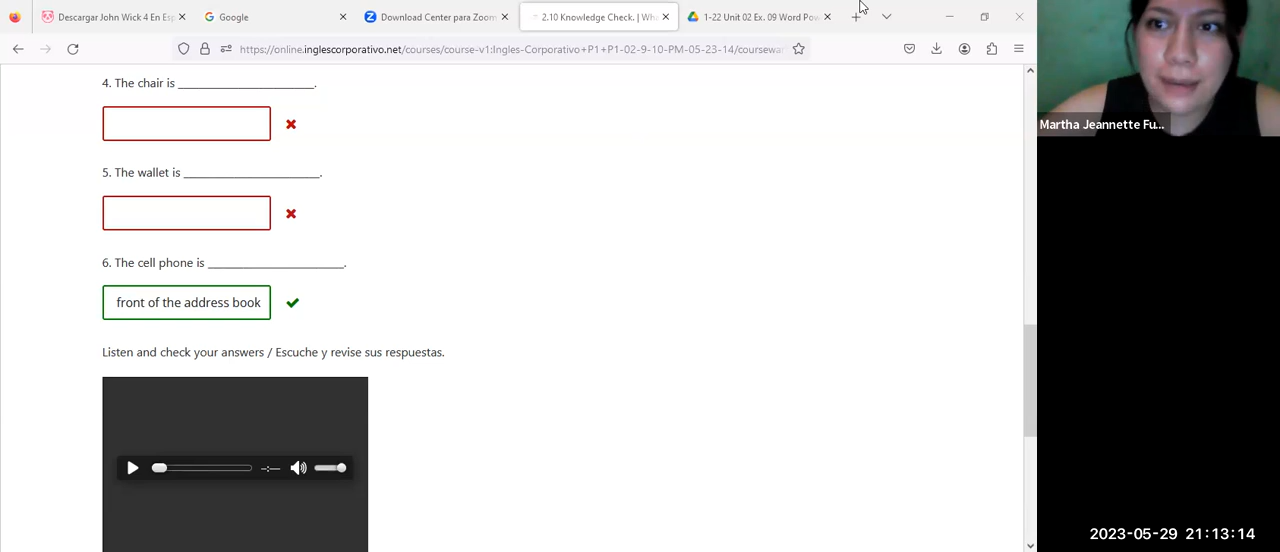 Descargar John Wick 4 En Es
Google
Download Center para Zoom
2.10 Knowledge Check. | Wha
1-22 Unit 02 Ex. 09 Word Pow
https://online.inglescorporativo.net/courses/course-v1:Ingles-Corporativo+P1+P1-02-9-10-PM-05-23-14/coursewa
4. The chair is ______________________.
5. The wallet is ______________________.
6. The cell phone is ______________________.
front of the address book
Listen and check your answers / Escuche y revise sus respuestas.
-:--
Martha Jeannette Fu...
2023-05-29 21:13:14